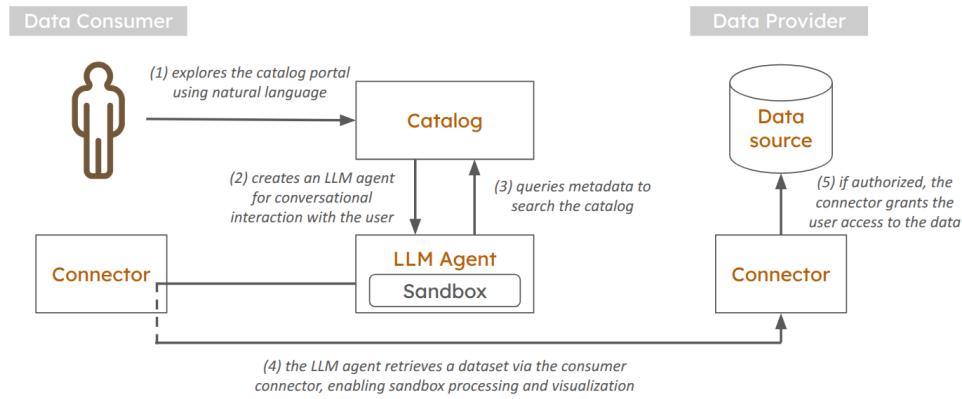 Data Consumer
Data Provider
(1) explores the catalog portal
using natural language
Catalog
Data
source
(2) creates an LLM agent
for conversational
interaction with the user
(3) queries metadata to
search the catalog
(5) if authorized, the
connector grants the
user access to the data
Connector
LLM Agent
Sandbox
Connector
(4) the LLM agent retrieves a dataset via the consumer
connector, enabling sandbox processing and visualization